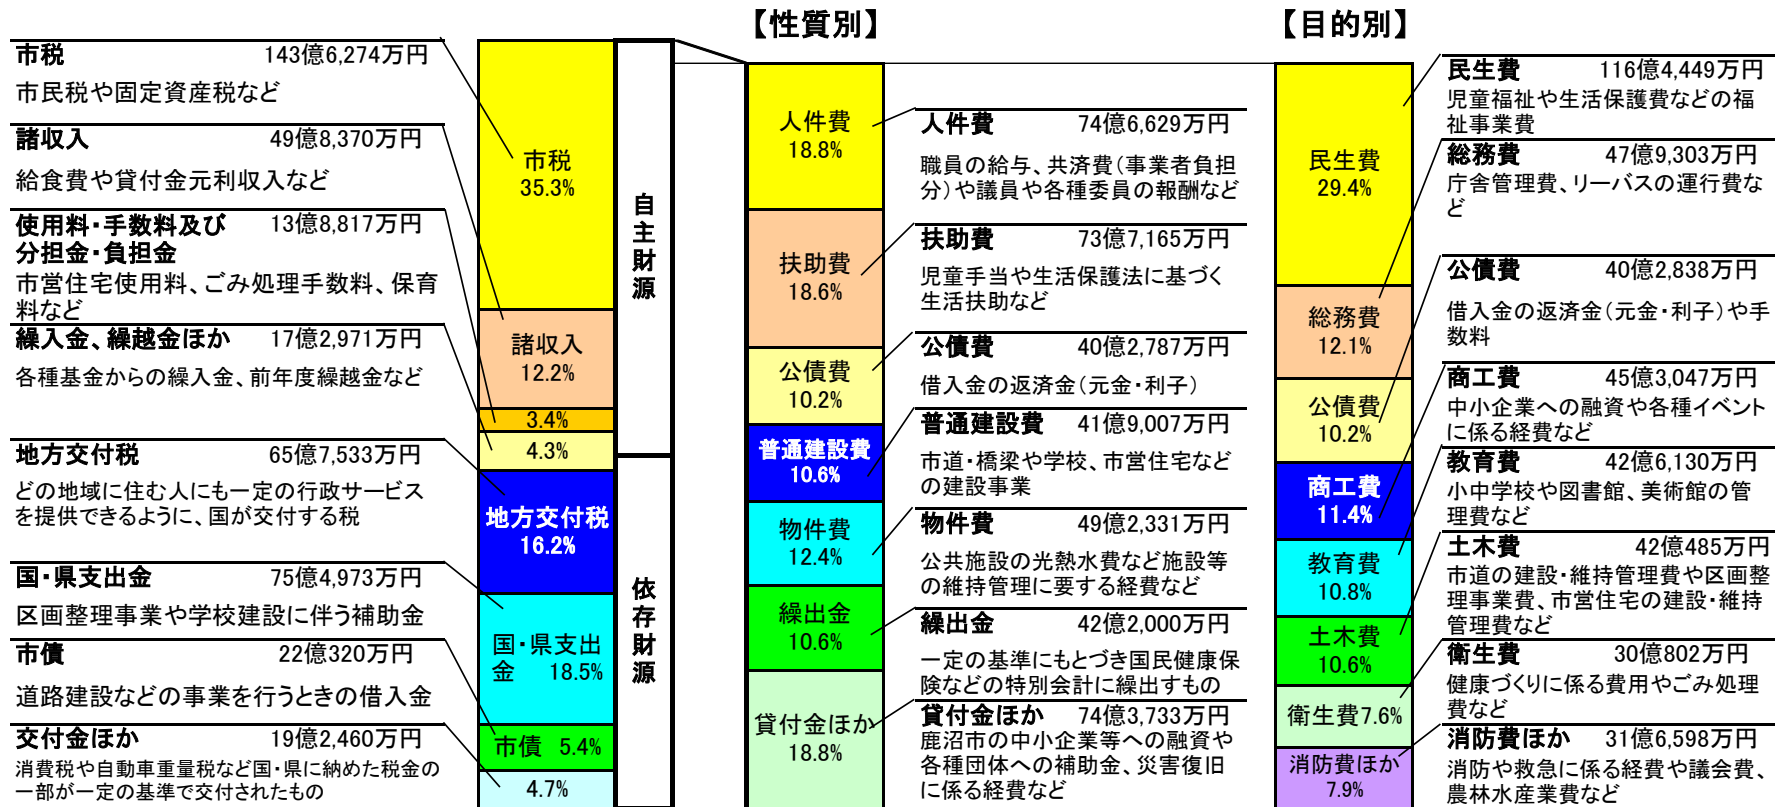 【性質別】
【目的別】
市税 143億6,274万円
市民税や固定資産税など
諸収入 49億8,370万円
給食費や貸付金元利収入など
使用料・手数料及び 13億8,817万円
分担金・負担金
市営住宅使用料、ごみ処理手数料、保育
料など
繰入金、繰越金ほか 17億2,971万円
各種基金からの繰入金、前年度繰越金など
地方交付税 65億7,533万円
どの地域に住む人にも一定の行政サービス
を提供できるように、国が交付する税
国・県支出金 75億4,973万円
区画整理事業や学校建設に伴う補助金
市債 22億320万円
道路建設などの事業を行うときの借入金
交付金ほか 19億2,460万円
消費税や自動車重量税など国・県に納めた税金の
一部が一定の基準で交付されたもの
市税
35.3%
諸収入
12.2%
3.4%
4.3%
地方交付税
16.2%
国・県支出
金 18.5%
市債 5.4%
4.7%
自主財源
依存財源
人件費
18.8%
扶助費
18.6%
公債費
10.2%
普通建設費
10.6%
物件費
12.4%
繰出金
10.6%
貸付金ほか
18.8%
人件費 74億6,629万円
職員の給与、共済費(事業者負担
分)や議員や各種委員の報酬など
扶助費 73億7,165万円
児童手当や生活保護法に基づく
生活扶助など
公債費 40億2,787万円
借入金の返済金(元金・利子)
普通建設費 41億9,007万円
市道・橋梁や学校、市営住宅など
の建設事業
物件費 49億2,331万円
公共施設の光熱水費など施設等
の維持管理に要する経費など
繰出金 42億2,000万円
一定の基準にもとづき国民健康保
険などの特別会計に繰出すもの
貸付金ほか 74億3,733万円
鹿沼市の中小企業等への融資や
各種団体への補助金、災害復旧
に係る経費など
民生費
29.4%
総務費
12.1%
公債費
10.2%
商工費
11.4%
教育費
10.8%
土木費
10.6%
衛生費7.6%
消防費ほか
7.9%
民生費 116億4,449万円
児童福祉や生活保護費などの福
祉事業費
総務費 47億9,303万円
庁舎管理費、リーバスの運行費な
ど
公債費 40億2,838万円
借入金の返済金(元金・利子)や手
数料
商工費 45億3,047万円
中小企業への融資や各種イベント
に係る経費など
教育費 42億6,130万円
小中学校や図書館、美術館の管
理費など
土木費 42億485万円
市道の建設・維持管理費や区画整
理事業費、市営住宅の建設・維持
管理費など
衛生費 30億802万円
健康づくりに係る費用やごみ処理
費など
消防費ほか 31億6,598万円
消防や救急に係る経費や議会費、
農林水産業費など